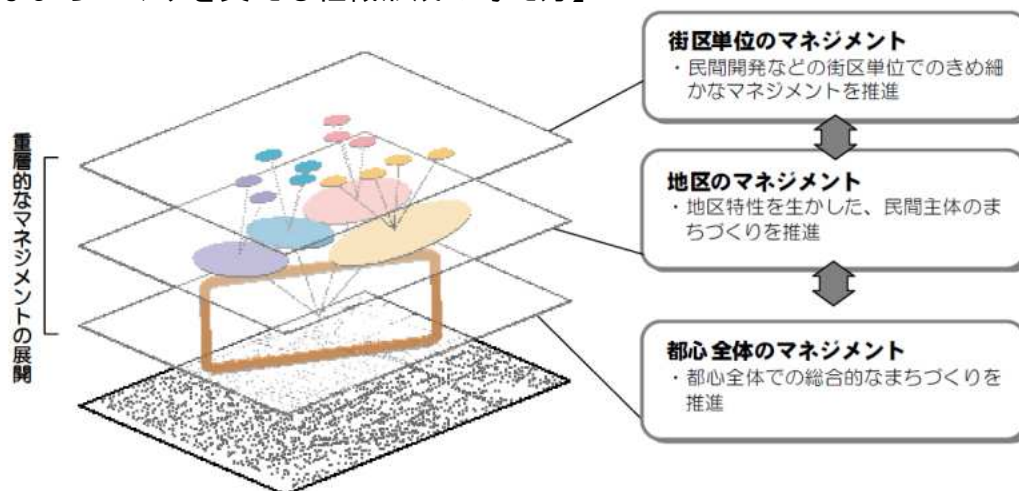 重層的なマネジメントの展開
街区単位のマネジメント
・民間開発などの街区単位でのきめ細
かなマネジメントを推進
地区のマネジメント
・地区特性を生かした、民間主体のま
ちづくりを推進
都心全体のマネジメント
・都心全体での総合的なまちづくりを
推進